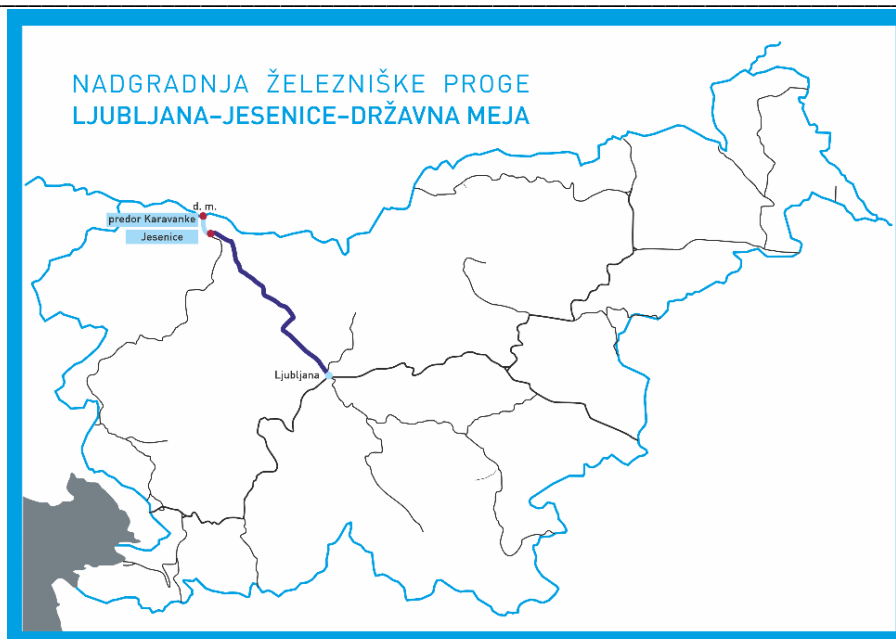 NADGRADNJA ŽELEZNIŠKE PROGE
LJUBLJANA–JESENICE–DRŽAVNA MEJA
d. m.
predor Karavanke
Jesenice
Ljubljana